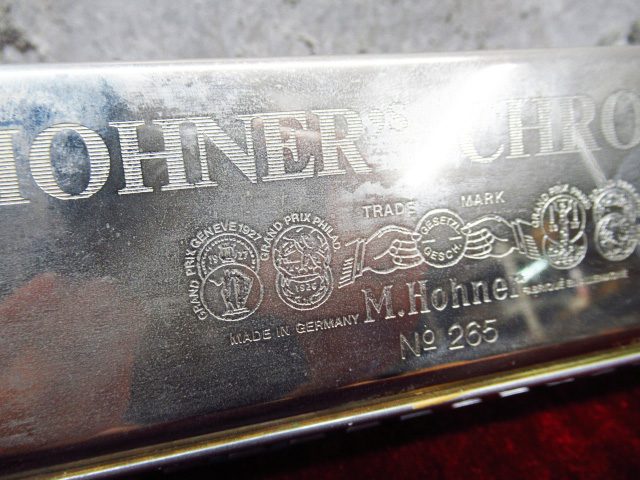 HOHNER'S CHRO
TRADE MARK
GRAND PRIX GENEVE 1927
1927
GRAND PRIX PHILAD.
1926
GESETZL.
GESCH.
M.Hohner
MADE IN GERMANY
No 265